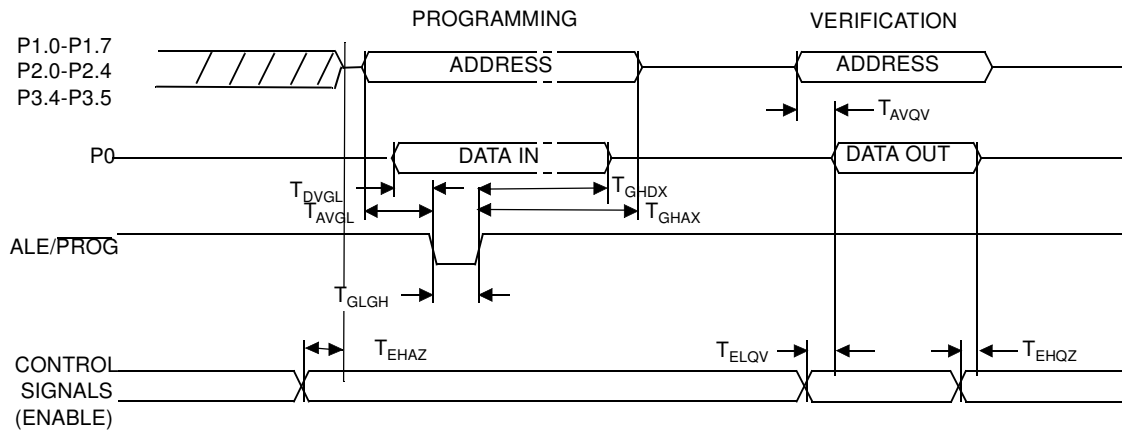 PROGRAMMING
VERIFICATION
P1.0-P1.7
P2.0-P2.4
P3.4-P3.5
ADDRESS
ADDRESS
TAVQV
P0
DATA IN
DATA OUT
TDVGL
TGHDX
TAVGL
TGHAX
ALE/PROG
TGLGH
TEHAZ
TELQV
TEHQZ
CONTROL
SIGNALS
(ENABLE)